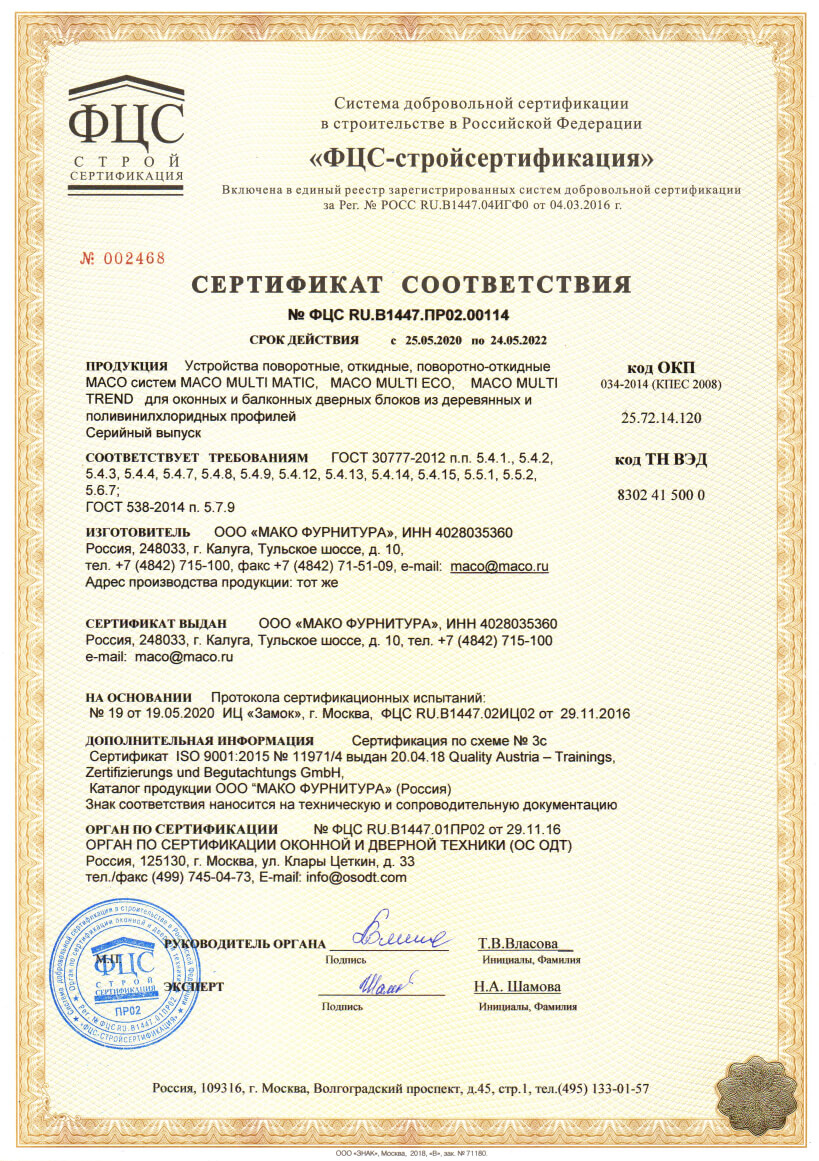 ФЦС
СТРОЙ
СЕРТИФИКАЦИЯ
Система добровольной сертификации
в строительстве в Российской Федерации
«ФЦС-стройсертификация»
Включена в единый реестр зарегистрированных систем добровольной сертификации
за Рег. № РОСС RU.В1447.04ИГФ0 от 04.03.2016 г.
№ 002468
СЕРТИФИКАТ СООТВЕТСТВИЯ
№ ФЦС RU.В1447.ПР02.00114
СРОК ДЕЙСТВИЯ с 25.05.2020 по 24.05.2022
ПРОДУКЦИЯ Устройства поворотные, откидные, поворотно-откидные
МАСО систем MACO MULTI MATIC, MACO MULTI ECO, MACO MULTI
TREND для оконных и балконных дверных блоков из деревянных и
поливинилхлоридных профилей
Серийный выпуск
код ОКП
034-2014 (КПЕС 2008)
25.72.14.120
СООТВЕТСТВУЕТ ТРЕБОВАНИЯМ ГОСТ 30777-2012 п.п. 5.4.1., 5.4.2,
5.4.3, 5.4.4, 5.4.7, 5.4.8, 5.4.9, 5.4.12, 5.4.13, 5.4.14, 5.4.15, 5.5.1, 5.5.2,
5.6.7;
ГОСТ 538-2014 п. 5.7.9
код ТН ВЭД
8302 41 500 0
ИЗГОТОВИТЕЛЬ ООО «МАКО ФУРНИТУРА», ИНН 4028035360
Россия, 248033, г. Калуга, Тульское шоссе, д. 10,
тел. +7 (4842) 715-100, факс +7 (4842) 71-51-09, e-mail: maco@maco.ru
Адрес производства продукции: тот же
СЕРТИФИКАТ ВЫДАН ООО «МАКО ФУРНИТУРА», ИНН 4028035360
Россия, 248033, г. Калуга, Тульское шоссе, д. 10, тел. +7 (4842) 715-100
e-mail: maco@maco.ru
НА ОСНОВАНИИ Протокола сертификационных испытаний:
№ 19 от 19.05.2020 ИЦ «Замок», г. Москва, ФЦС RU.В1447.02ИЦ02 от 29.11.2016
ДОПОЛНИТЕЛЬНАЯ ИНФОРМАЦИЯ Сертификация по схеме № 3с
Сертификат ISO 9001:2015 № 11971/4 выдан 20.04.18 Quality Austria – Trainings,
Zertifizierungs und Begutachtungs GmbH,
Каталог продукции ООО "МАКО ФУРНИТУРА» (Россия)
Знак соответствия наносится на техническую и сопроводительную документацию
ОРГАН ПО СЕРТИФИКАЦИИ № ФЦС RU.В1447.01ПР02 от 29.11.16
ОРГАН ПО СЕРТИФИКАЦИИ ОКОННОЙ И ДВЕРНОЙ ТЕХНИКИ (ОС ОДТ)
Россия, 125130, г. Москва, ул. Клары Цеткин, д. 33
тел./факс (499) 745-04-73, E-mail: info@osodt.com
РУКОВОДИТЕЛЬ ОРГАНА Т.В.Власова
Подпись Инициалы, Фамилия
М.П.
ЭКСПЕРТ Н.А. Шамова
Подпись Инициалы, Фамилия
Система добровольной сертификации в строительстве в Российской Федерации
Орган по сертификации оконной и дверной техники
Рег. № ФЦС RU.В1447.01ПР02
«ФЦС-СТРОЙСЕРТИФИКАЦИЯ»
ФЦС
СТРОЙ
СЕРТИФИКАЦИЯ
ПР02
Россия, 109316, г. Москва, Волгоградский проспект, д.45, стр.1, тел.(495) 133-01-57
ООО «ЗНАК», Москва, 2018, «В», зак. № 71180.